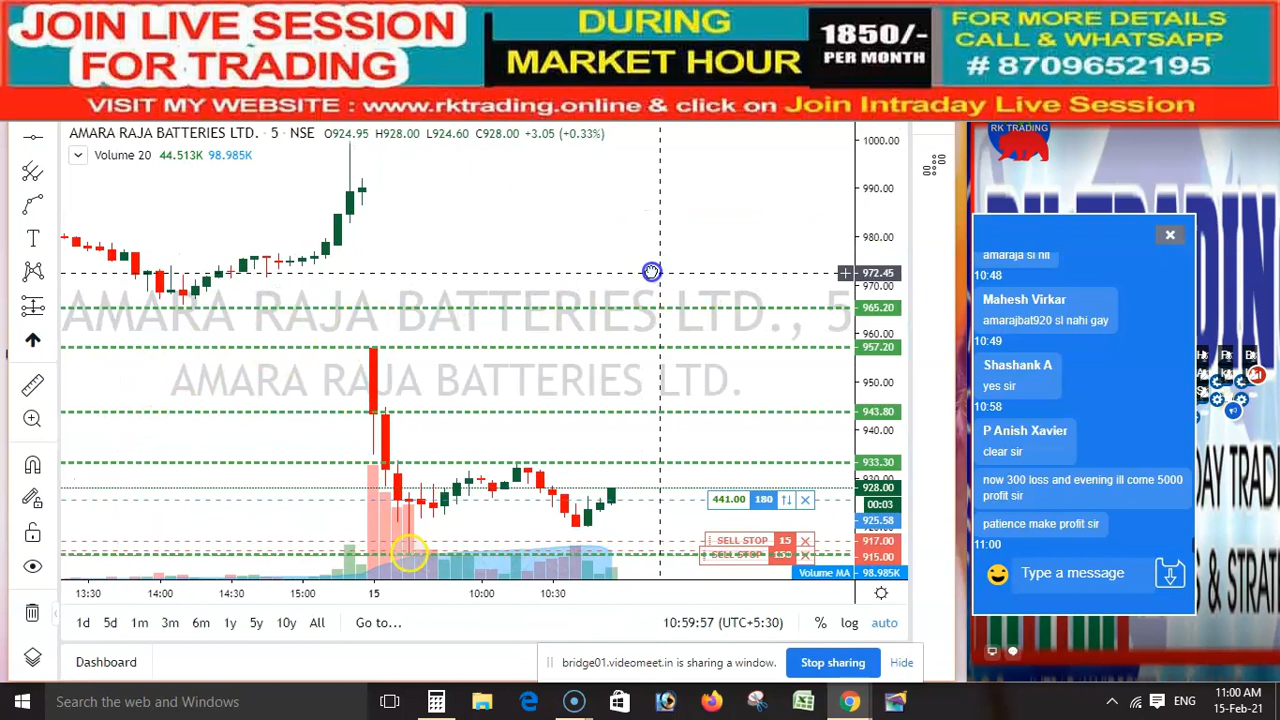 JOIN LIVE SESSION
FOR TRADING
DURING
MARKET HOUR
1850/-
PER MONTH
FOR MORE DETAILS
CALL & WHATSAPP
# 8709652195
VISIT MY WEBSITE : www.rktrading.online & click on Join Intraday Live Session
AMARA RAJA BATTERIES LTD. · 5 · NSE O924.95 H928.00 L924.60 C928.00 +3.05 (+0.33%)
Volume 20 44.513K 98.985K
AMARA RAJA BATTERIES LTD., 5
AMARA RAJA BATTERIES LTD.
1000.00
990.00
980.00
972.45
970.00
965.20
960.00
957.20
950.00
943.80
940.00
933.30
930.00
928.00
00:03
925.58
917.00
915.00
441.00 180
SELL STOP 15
SELL STOP
Volume MA 98.985K
13:30 14:00 14:30 15 10:00 10:30
1d 5d 1m 3m 6m 1y 5y 10y All Go to...
10:59:57 (UTC+5:30) % log auto
Dashboard
bridge01.videomeet.in is sharing a window. Stop sharing Hide
RK TRADING
amaraja sl hit
10:48
Mahesh Virkar
amarajbat920 sl nahi gay
10:49
Shashank A
yes sir
10:58
P Anish Xavier
clear sir
now 300 loss and evening ill come 5000
profit sir
patience make profit sir
11:00
Type a message
DAY TRAD
S & STRA
Search the web and Windows
ENG
11:00 AM
15-Feb-21